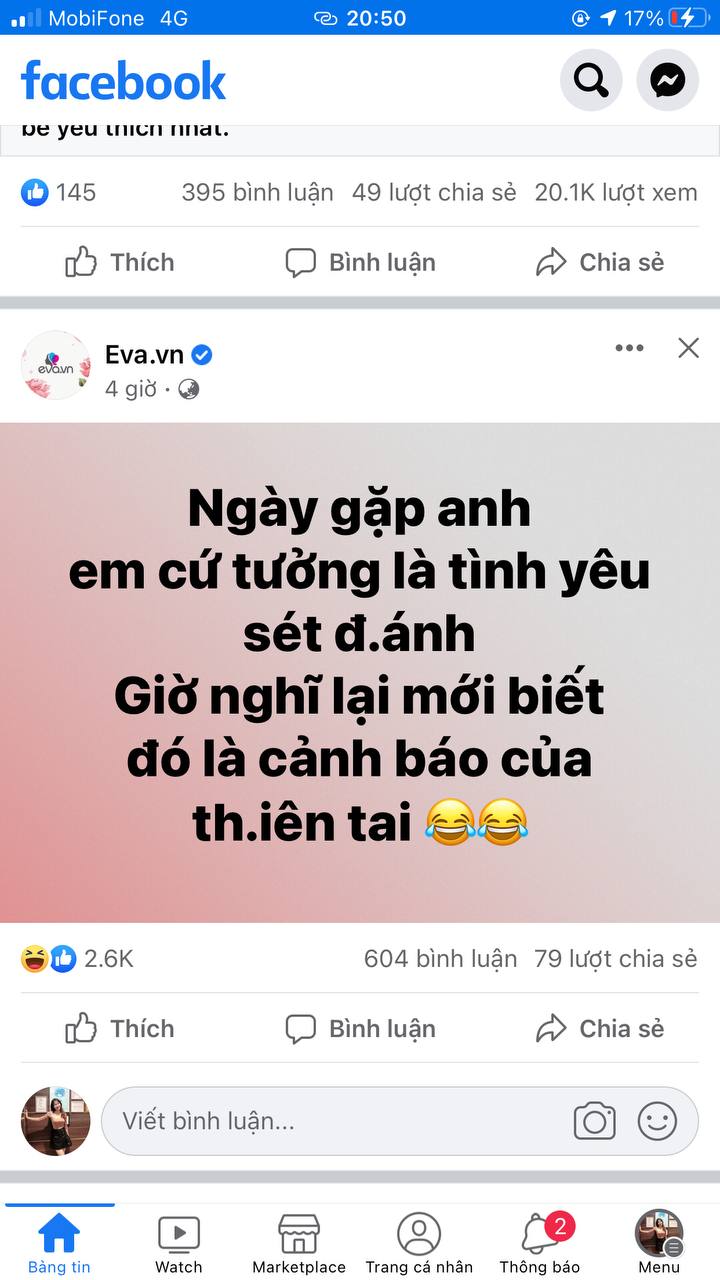 MobiFone 4G 20:50 17%
facebook
bé yêu thích nhất.
145 395 bình luận 49 lượt chia sẻ 20.1K lượt xem
Thích Bình luận Chia sẻ
eva.vn
Eva.vn
4 giờ ·
Ngày gặp anh
em cứ tưởng là tình yêu
sét đ.ánh
Giờ nghĩ lại mới biết
đó là cảnh báo của
th.iên tai 😂😂
2.6K 604 bình luận 79 lượt chia sẻ
Thích Bình luận Chia sẻ
Viết bình luận...
2
Bảng tin Watch Marketplace Trang cá nhân Thông báo Menu